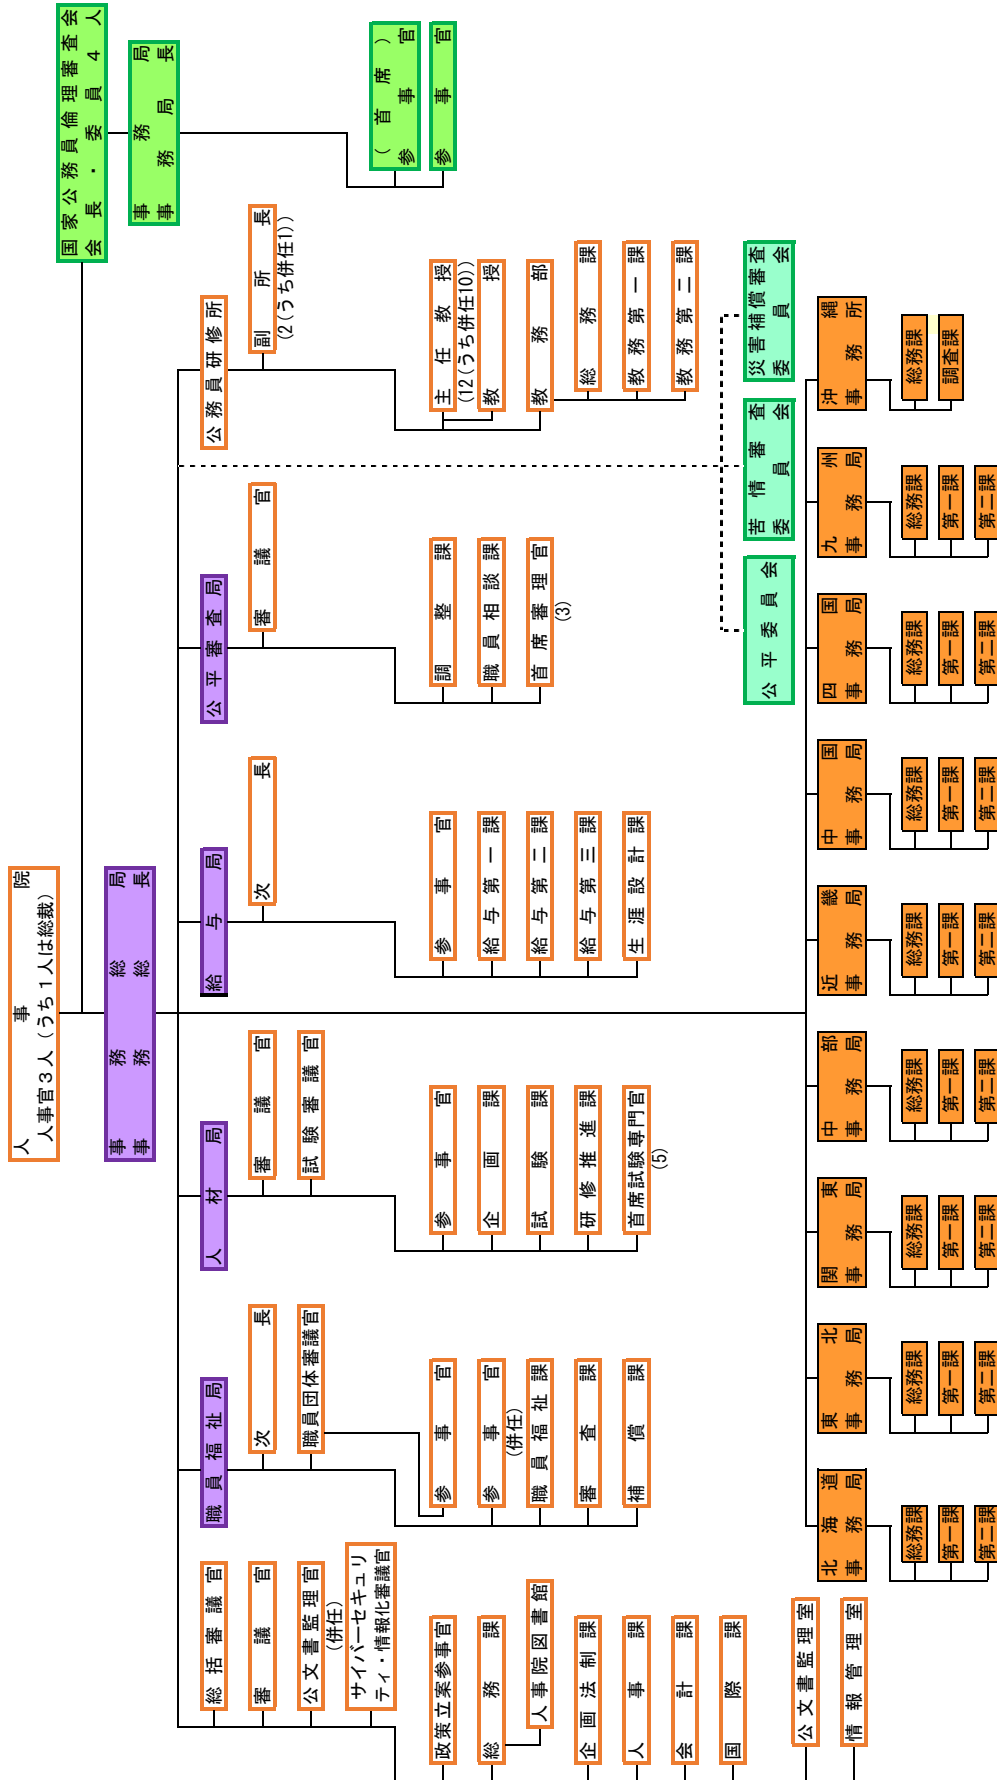 人事院
人事官３人（うち１人は総裁）
国家公務員倫理審査会
会長・委員４人
事務局
事務局長
（首席）
参事官
参事官
事務総局
事務総長
総括審議官
審議官
公文書監理官
(併任)
サイバーセキュリ
ティ・情報化審議官
政策立案参事官
総務課
人事院図書館
企画法制課
人事課
会計課
国際課
公文書監理室
情報管理室
職員福祉局
次長
職員団体審議官
参事官
参事官
(併任)
職員福祉課
審査課
補償課
人材局
審議官
試験審議官
参事官
企画課
試験課
研修推進課
首席試験専門官
(5)
給与局
次長
参事官
給与第一課
給与第二課
給与第三課
生涯設計課
公平審査局
審議官
調整課
職員相談課
首席審理官
(3)
公務員研修所
副所長
(2(うち併任1))
主任教授
(12(うち併任10))
教授
教務部
総務課
教務第一課
教務第二課
公平委員会
苦情審査
委員会
災害補償審査
委員会
北海道
事務局
総務課
第一課
第二課
東北
事務局
総務課
第一課
第二課
関東
事務局
総務課
第一課
第二課
中部
事務局
総務課
第一課
第二課
近畿
事務局
総務課
第一課
第二課
中国
事務局
総務課
第一課
第二課
四国
事務局
総務課
第一課
第二課
九州
事務局
総務課
第一課
第二課
沖縄
事務所
総務課
調査課